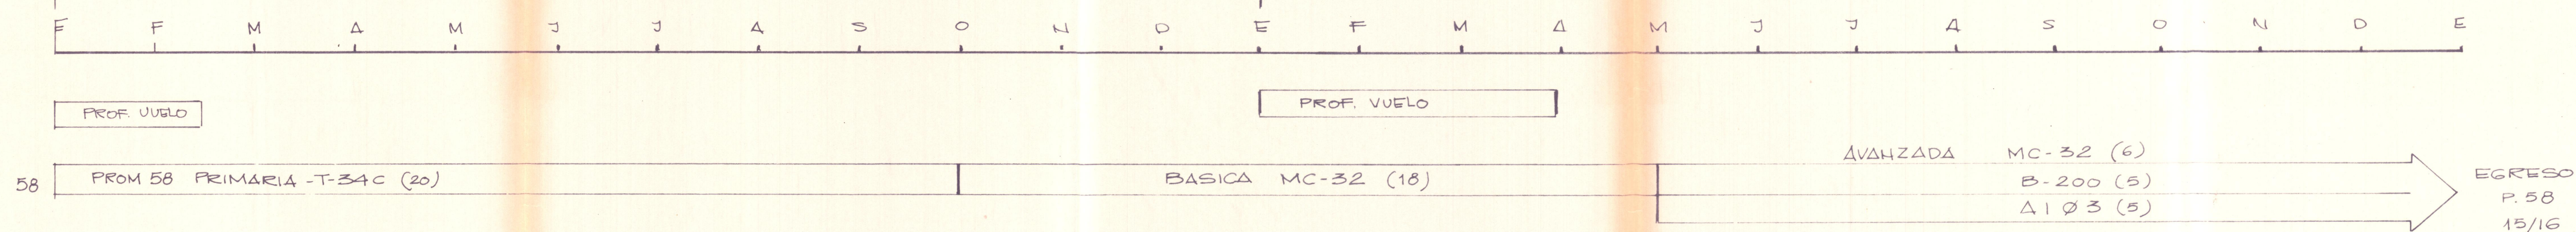 E F M A M J J A S O N D E F M A M J J A S O N D E
PROF. VUELO
PROF. VUELO
58
PROM 58 PRIMARIA -T-34C (20)
BASICA MC-32 (18)
AVANZADA MC-32 (6)
B-200 (5)
A1Ø3 (5)
EGRESO
P. 58
15/16